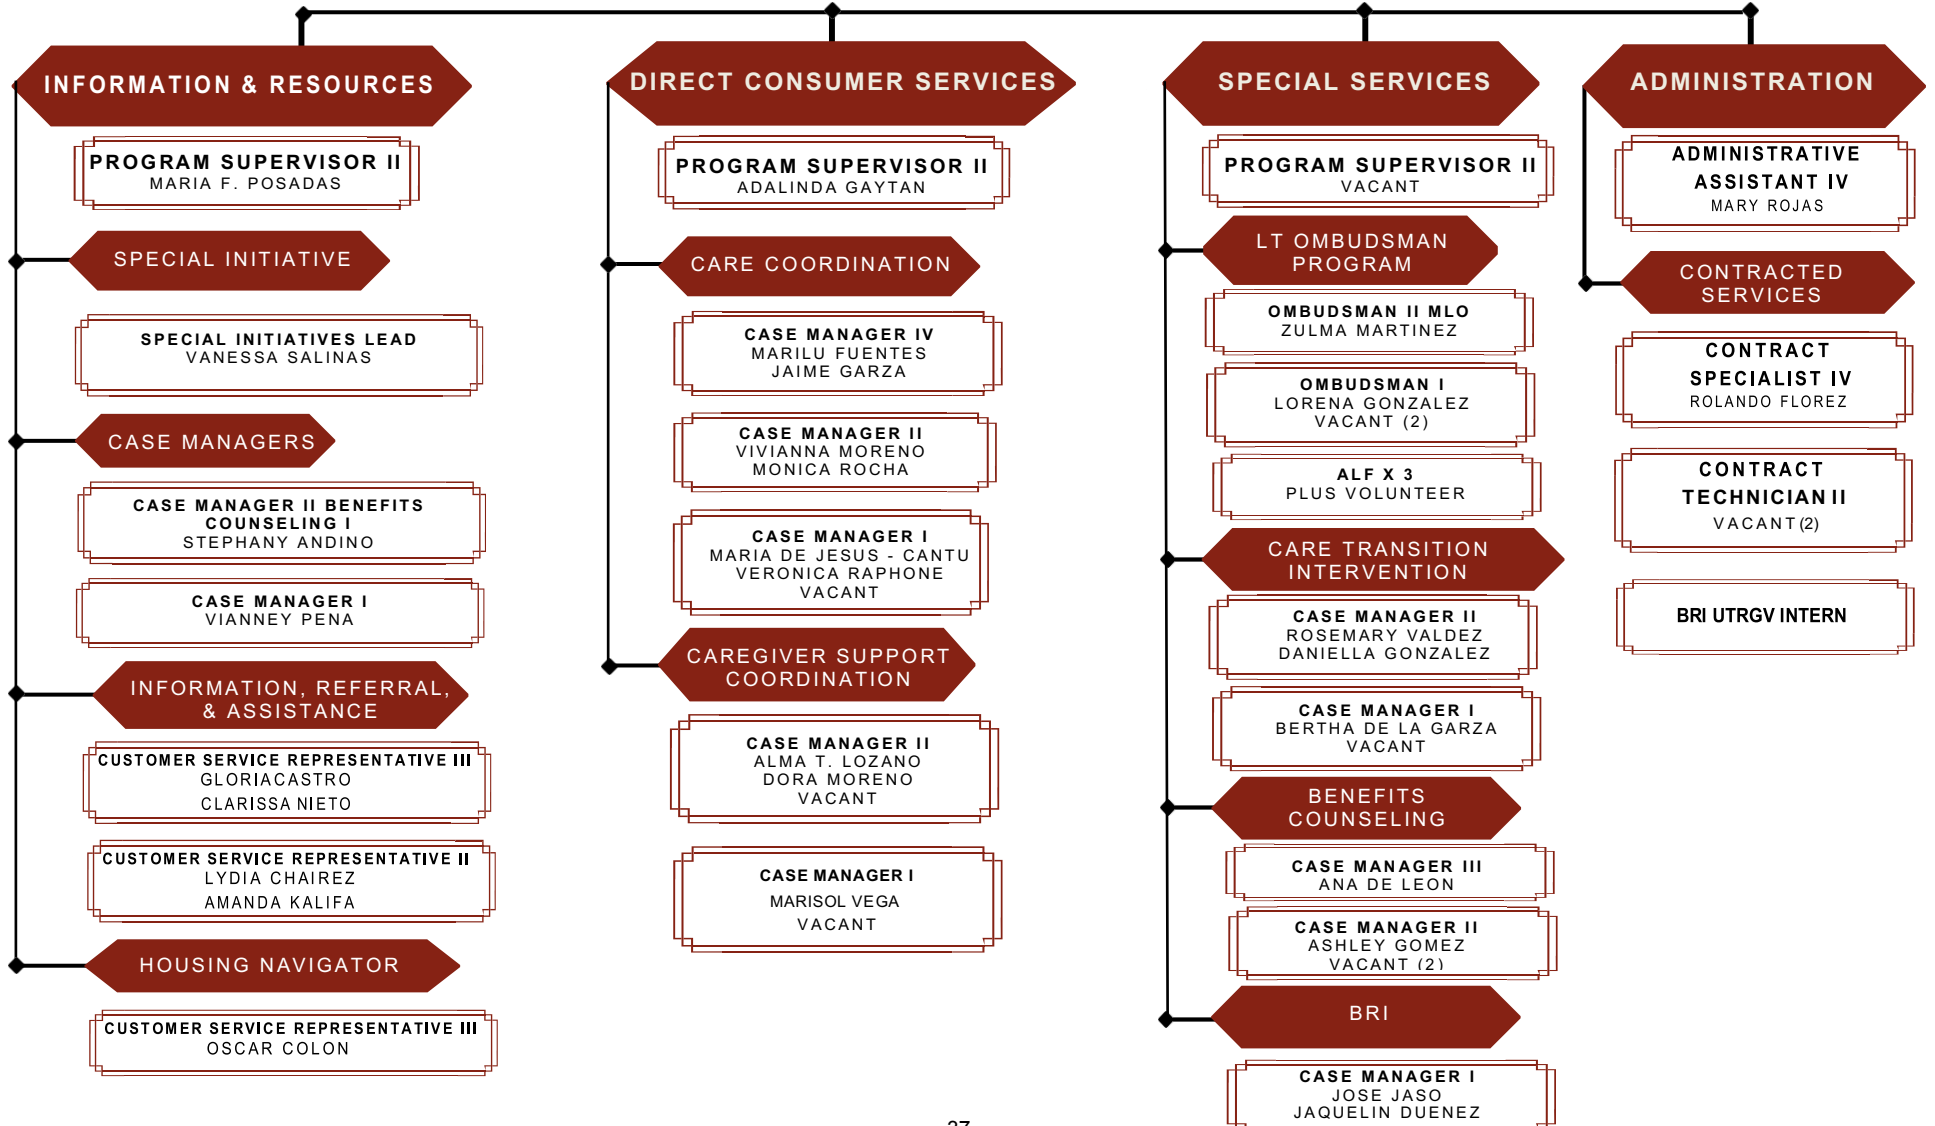 INFORMATION & RESOURCES
PROGRAM SUPERVISOR II
MARIA F. POSADAS
SPECIAL INITIATIVE
SPECIAL INITIATIVES LEAD
VANESSA SALINAS
CASE MANAGERS
CASE MANAGER II BENEFITS
COUNSELING I
STEPHANY ANDINO
CASE MANAGER I
VIANNEY PENA
INFORMATION, REFERRAL,
& ASSISTANCE
CUSTOMER SERVICE REPRESENTATIVE III
GLORIACASTRO
CLARISSA NIETO
CUSTOMER SERVICE REPRESENTATIVE II
LYDIA CHAIREZ
AMANDA KALIFA
HOUSING NAVIGATOR
CUSTOMER SERVICE REPRESENTATIVE III
OSCAR COLON
DIRECT CONSUMER SERVICES
PROGRAM SUPERVISOR II
ADALINDA GAYTAN
CARE COORDINATION
CASE MANAGER IV
MARILU FUENTES
JAIME GARZA
CASE MANAGER II
VIVIANNA MORENO
MONICA ROCHA
CASE MANAGER I
MARIA DE JESUS - CANTU
VERONICA RAPHONE
VACANT
CAREGIVER SUPPORT
COORDINATION
CASE MANAGER II
ALMA T. LOZANO
DORA MORENO
VACANT
CASE MANAGER I
MARISOL VEGA
VACANT
SPECIAL SERVICES
PROGRAM SUPERVISOR II
VACANT
LT OMBUDSMAN
PROGRAM
OMBUDSMAN II MLO
ZULMA MARTINEZ
OMBUDSMAN I
LORENA GONZALEZ
VACANT (2)
ALF X 3
PLUS VOLUNTEER
CARE TRANSITION
INTERVENTION
CASE MANAGER II
ROSEMARY VALDEZ
DANIELLA GONZALEZ
CASE MANAGER I
BERTHA DE LA GARZA
VACANT
BENEFITS
COUNSELING
CASE MANAGER III
ANA DE LEON
CASE MANAGER II
ASHLEY GOMEZ
VACANT (2)
BRI
CASE MANAGER I
JOSE JASO
JAQUELIN DUENEZ
ADMINISTRATION
ADMINISTRATIVE
ASSISTANT IV
MARY ROJAS
CONTRACTED
SERVICES
CONTRACT
SPECIALIST IV
ROLANDO FLOREZ
CONTRACT
TECHNICIAN II
VACANT (2)
BRI UTRGV INTERN